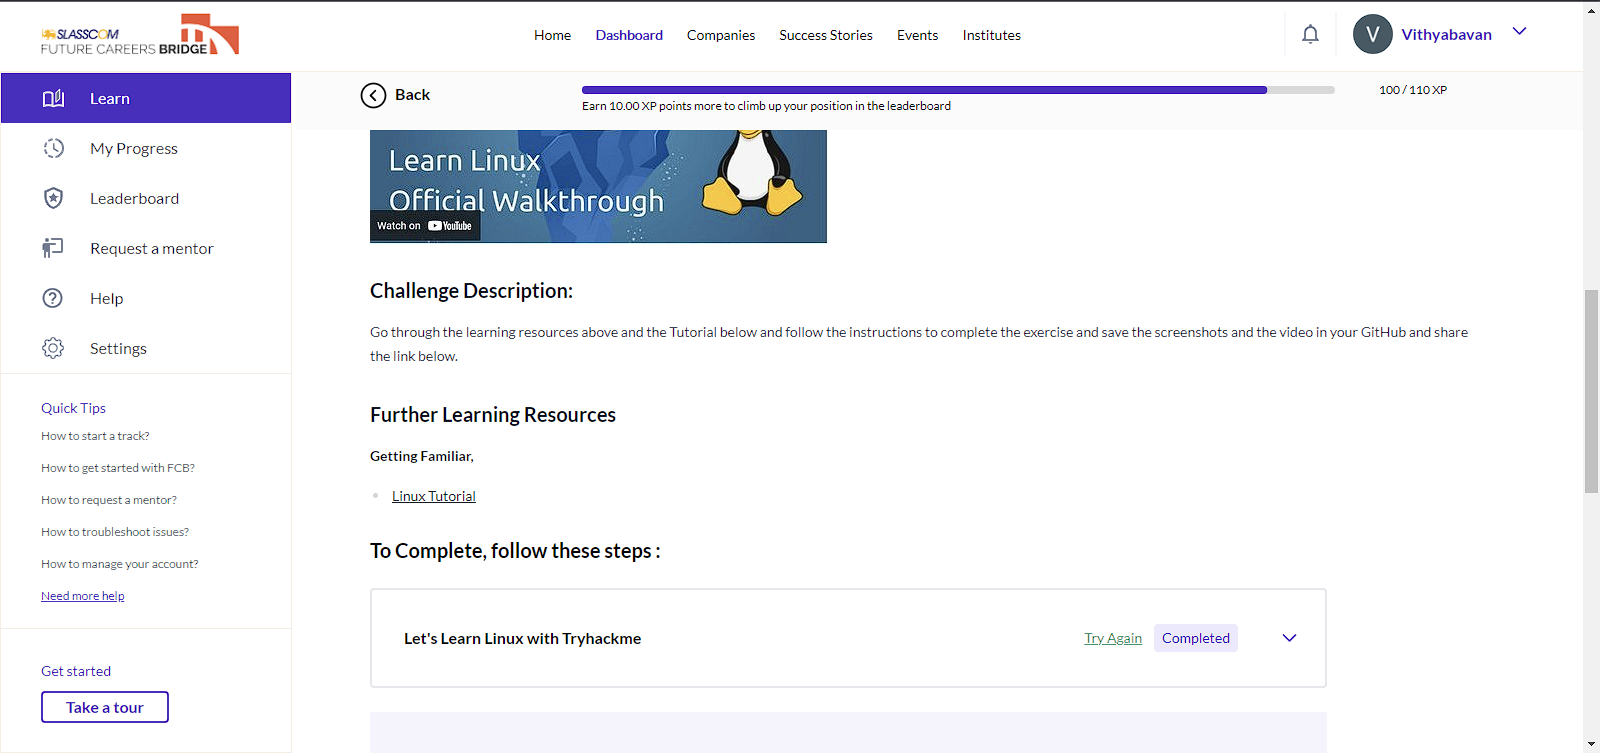 SLASSCOM
FUTURE CAREERS BRIDGE
Home
Dashboard
Companies
Success Stories
Events
Institutes
V
Vithyabavan
Learn
My Progress
Leaderboard
Request a mentor
Help
Settings
Quick Tips
How to start a track?
How to get started with FCB?
How to request a mentor?
How to troubleshoot issues?
How to manage your account?
Need more help
Get started
Take a tour
Back
100 / 110 XP
Earn 10.00 XP points more to climb up your position in the leaderboard
Learn Linux
Official Walkthrough
Watch on YouTube
Challenge Description:
Go through the learning resources above and the Tutorial below and follow the instructions to complete the exercise and save the screenshots and the video in your GitHub and share
the link below.
Further Learning Resources
Getting Familiar,
Linux Tutorial
To Complete, follow these steps :
Let's Learn Linux with Tryhackme
Try Again
Completed